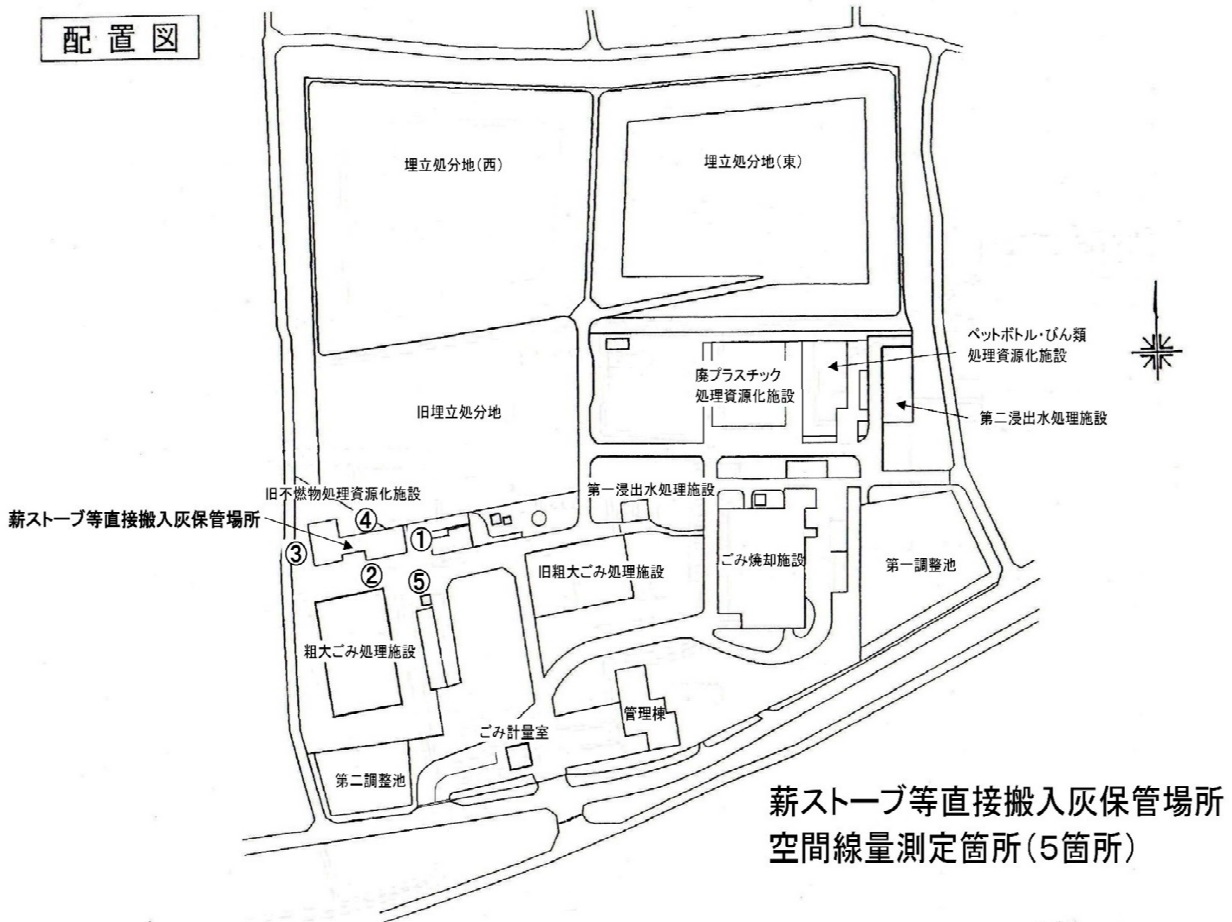 配置図
埋立処分地(西)
埋立処分地(東)
ペットボトル・びん類
処理資源化施設
廃プラスチック
処理資源化施設
第二浸出水処理施設
旧埋立処分地
旧不燃物処理資源化施設
第一浸出水処理施設
薪ストーブ等直接搬入灰保管場所
④
①
③
②
⑤
旧粗大ごみ処理施設
ごみ焼却施設
第一調整池
粗大ごみ処理施設
管理棟
ごみ計量室
第二調整池
薪ストーブ等直接搬入灰保管場所
空間線量測定箇所(5箇所)